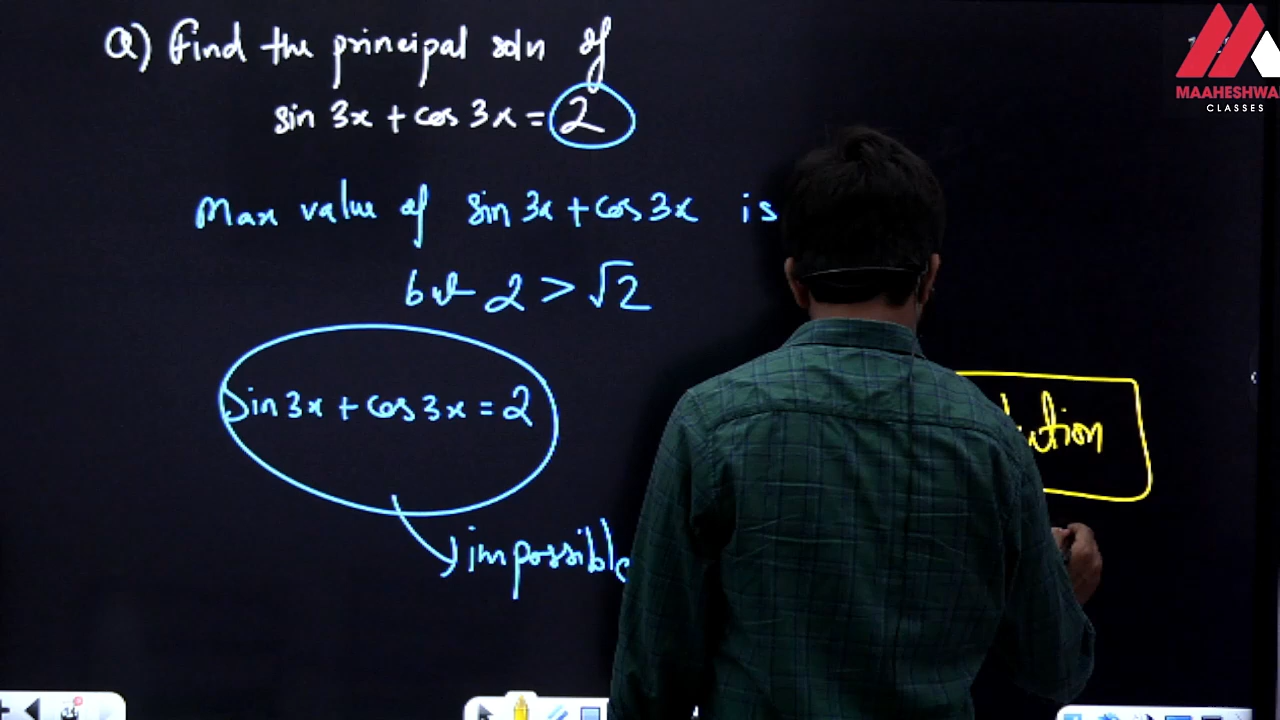 Q) Find the principal soln of
sin 3x + cos 3x = 2
Max value of sin 3x + cos 3x is
but 2 > √2
Sin 3x + cos 3x = 2
impossible
MAAHESHWA
CLASSES